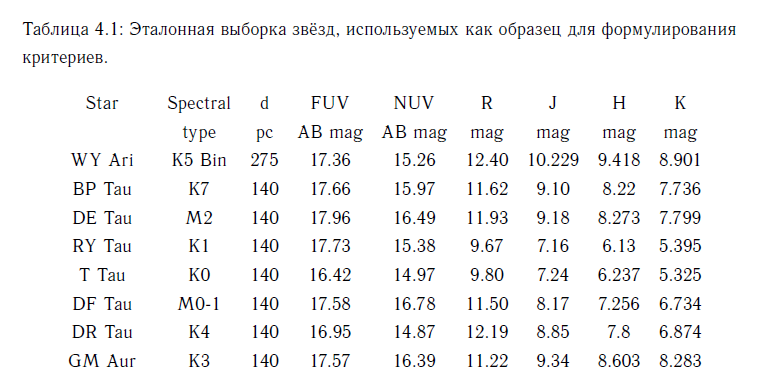 Таблица 4.1: Эталонная выборка звёзд, используемых как образец для формулирования
критериев.
Star Spectral d FUV NUV R J H K
type pc AB mag AB mag mag mag mag mag
WY Ari K5 Bin 275 17.36 15.26 12.40 10.229 9.418 8.901
BP Tau K7 140 17.66 15.97 11.62 9.10 8.22 7.736
DE Tau M2 140 17.96 16.49 11.93 9.18 8.273 7.799
RY Tau K1 140 17.73 15.38 9.67 7.16 6.13 5.395
T Tau K0 140 16.42 14.97 9.80 7.24 6.237 5.325
DF Tau M0-1 140 17.58 16.78 11.50 8.17 7.256 6.734
DR Tau K4 140 16.95 14.87 12.19 8.85 7.8 6.874
GM Aur K3 140 17.57 16.39 11.22 9.34 8.603 8.283